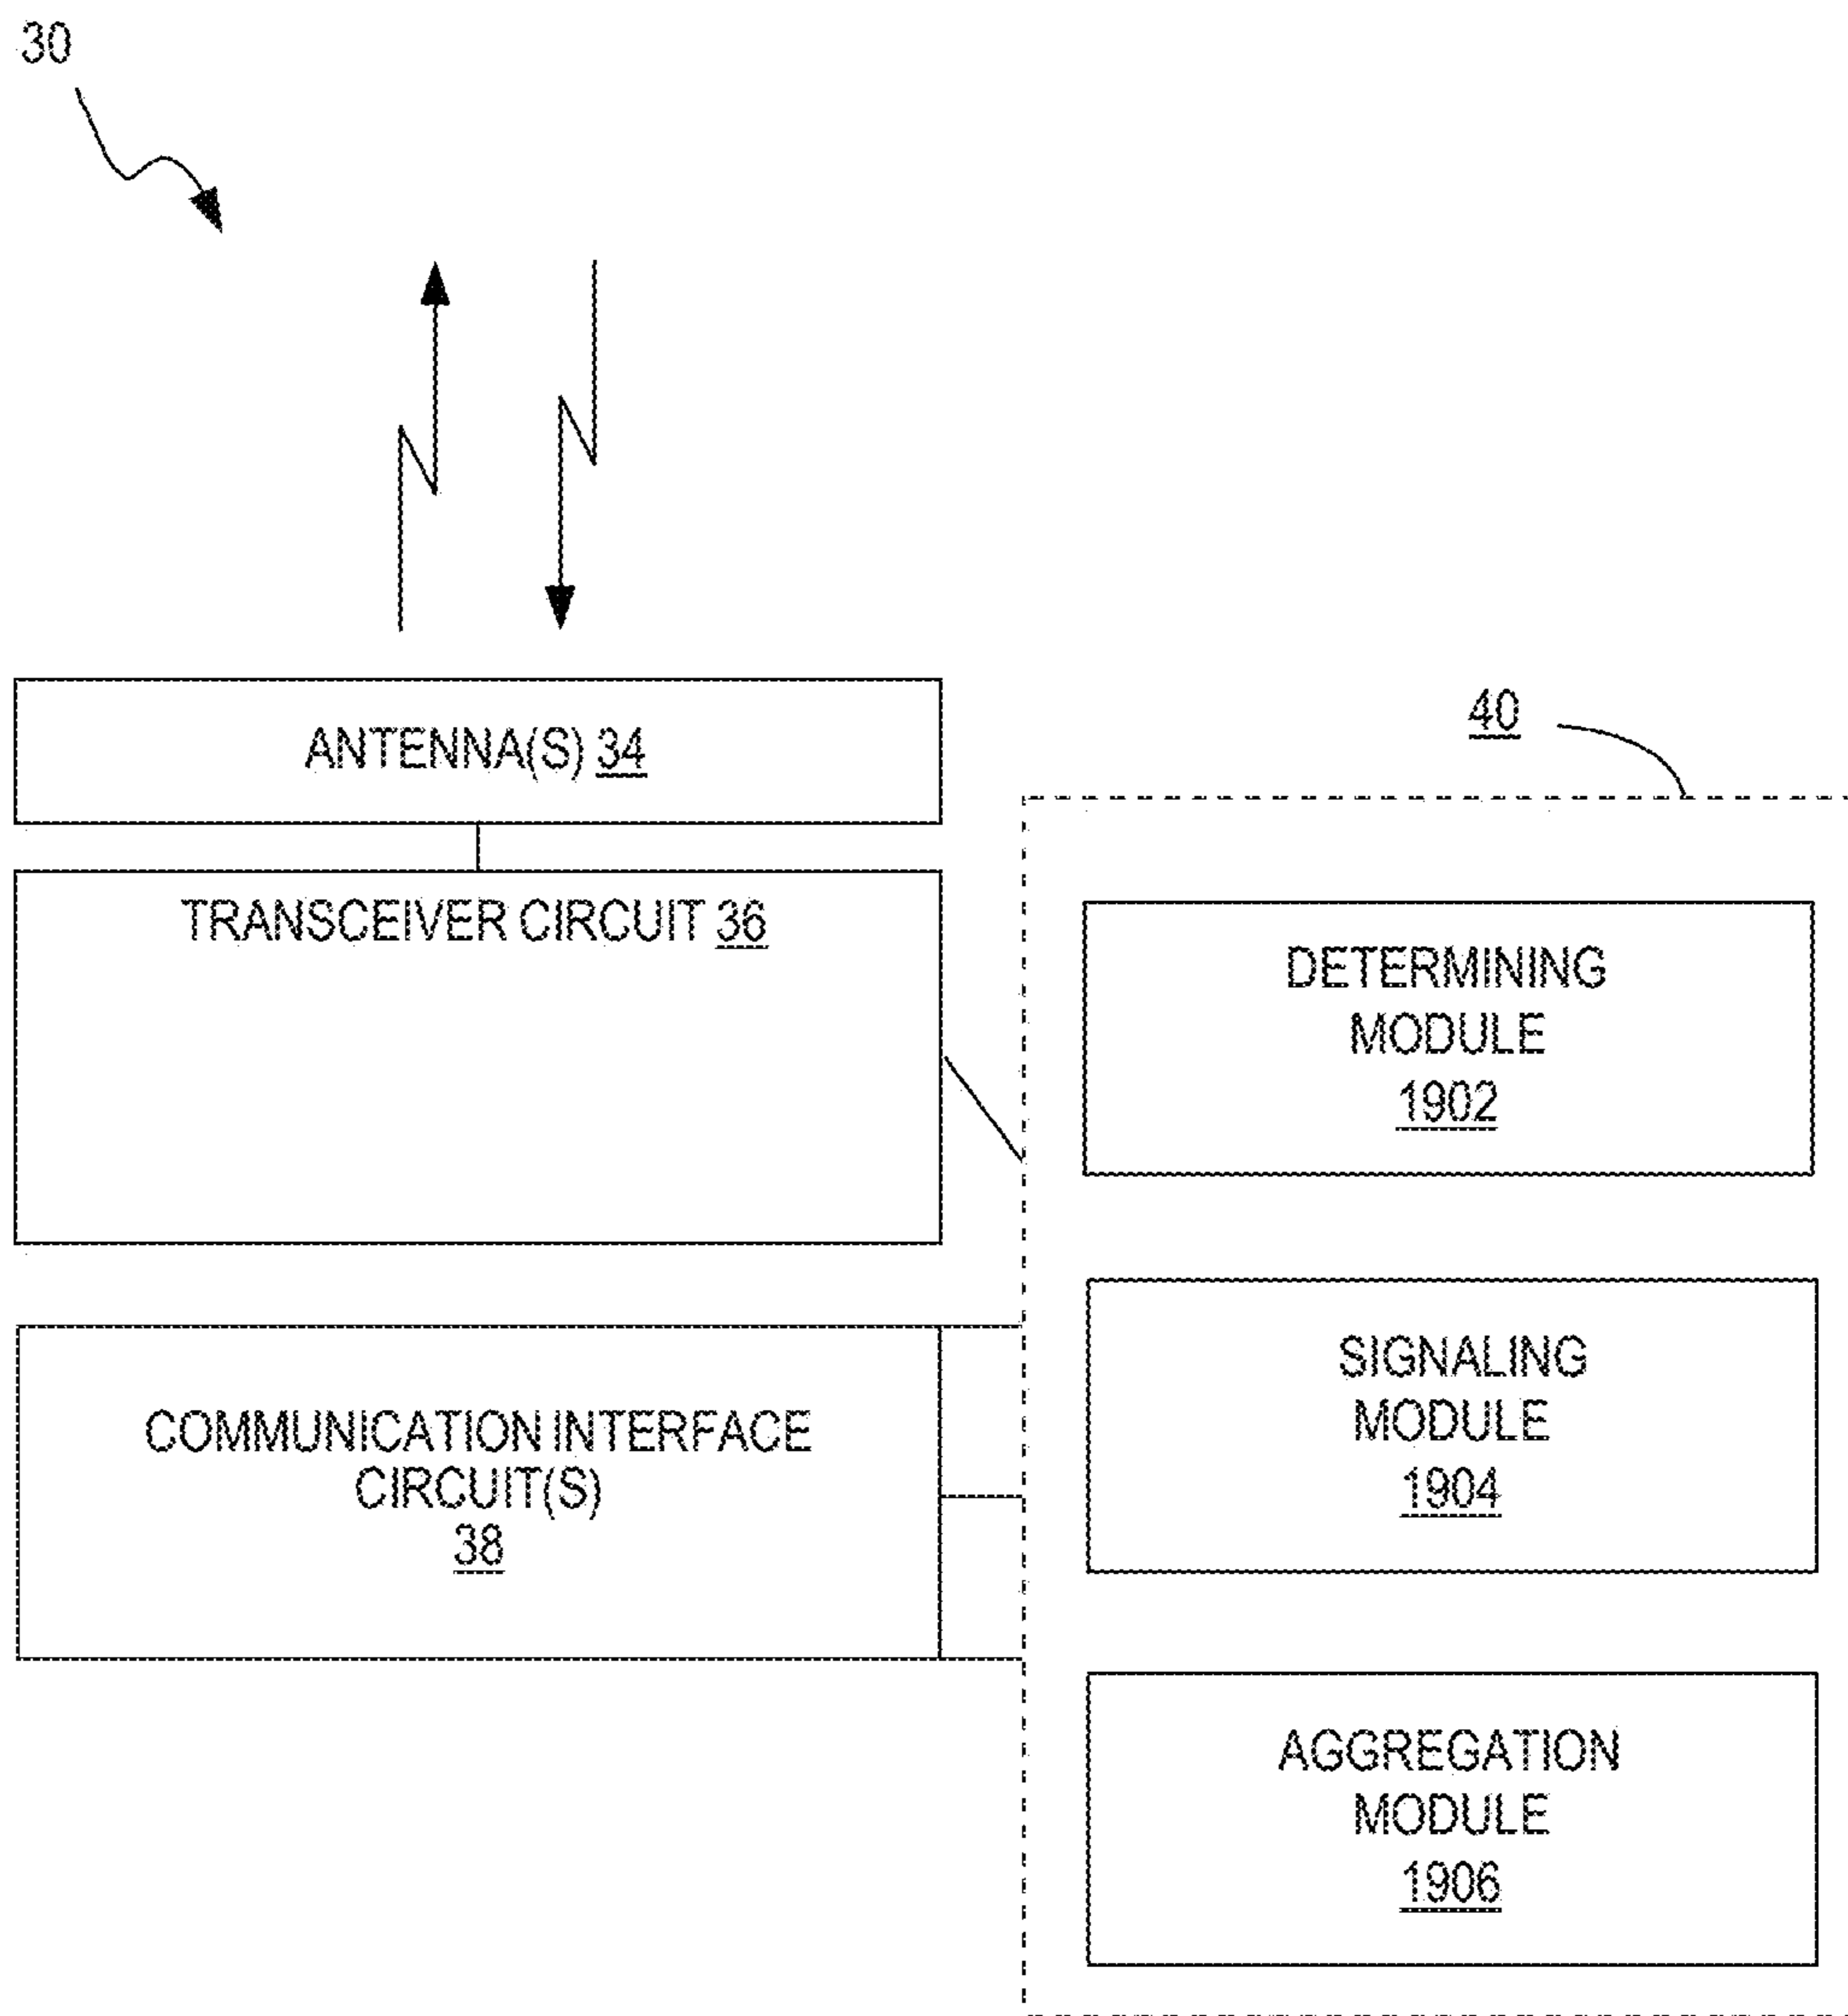 30
ANTENNA(S) 34
40
TRANSCEIVER CIRCUIT 36
DETERMINING
MODULE
1902
SIGNALING
MODULE
1904
COMMUNICATION INTERFACE
CIRCUIT(S)
38
AGGREGATION
MODULE
1906